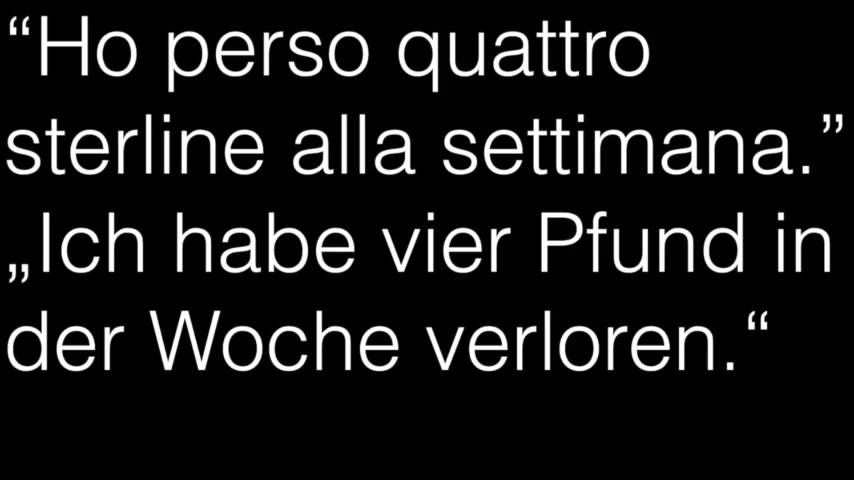 “Ho perso quattro
sterline alla settimana.”
„Ich habe vier Pfund in
der Woche verloren.“